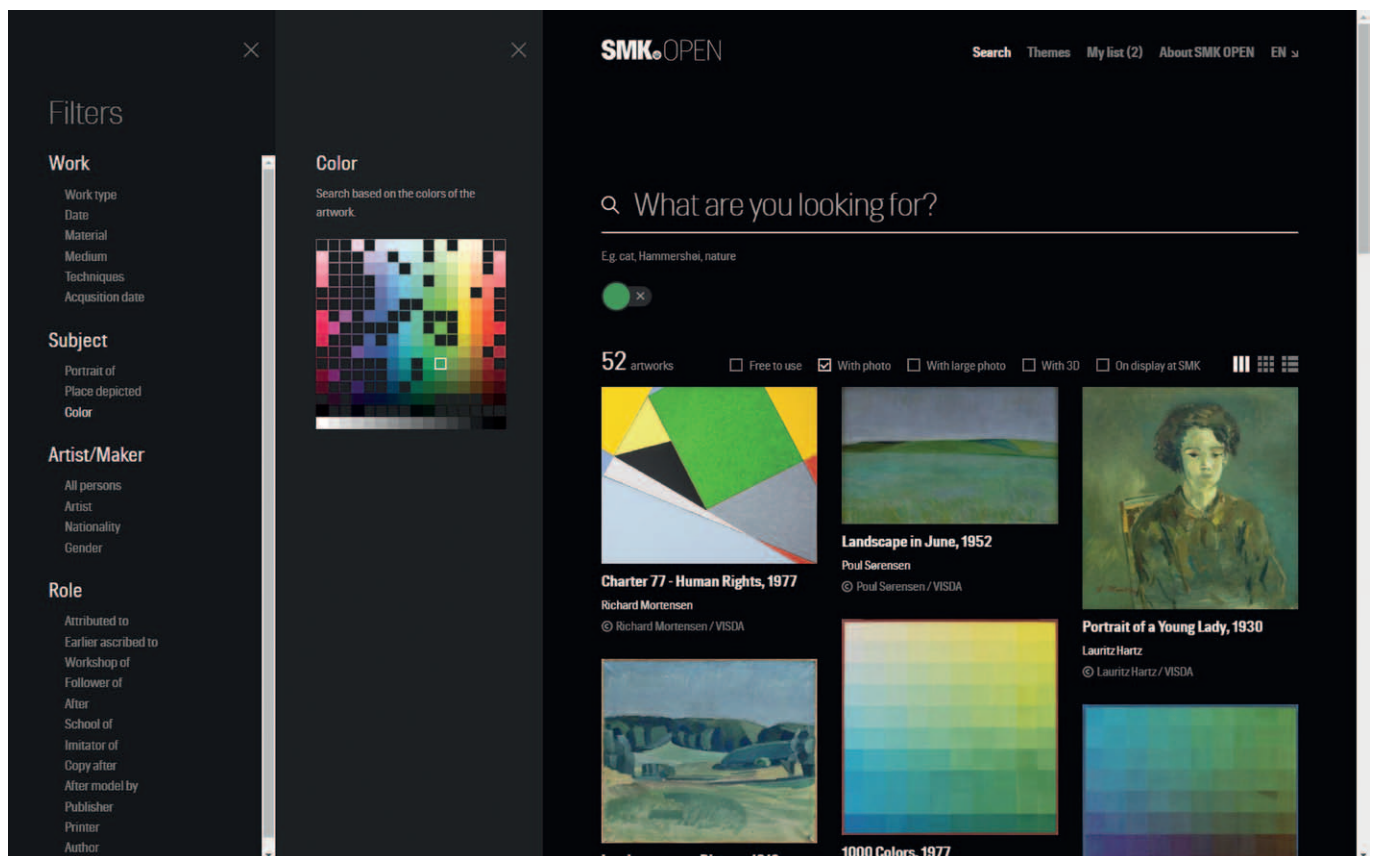 Filters
Work
Work type
Date
Material
Medium
Techniques
Acqusition date
Subject
Portrait of
Place depicted
Color
Artist/Maker
All persons
Artist
Nationality
Gender
Role
Attributed to
Earlier ascribed to
Workshop of
Follower of
After
School of
Imitator of
Copy after
After model by
Publisher
Printer
Author
Color
Search based on the colors of the
artwork.
SMK OPEN
Search Themes My list (2) About SMK OPEN EN
What are you looking for?
E.g. cat, Hammershøi, nature
52 artworks Free to use With photo With large photo With 3D On display at SMK
Charter 77 - Human Rights, 1977
Richard Mortensen
© Richard Mortensen / VISDA
Landscape in June, 1952
Poul Sørensen
© Poul Sørensen / VISDA
Portrait of a Young Lady, 1930
Lauritz Hartz
© Lauritz Hartz / VISDA
1000 Colors, 1977